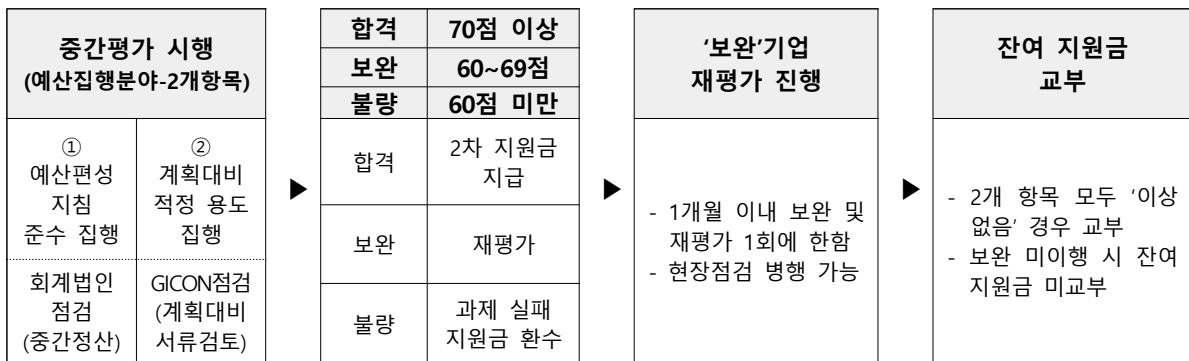 중간평가 시행
(예산집행분야-2개항목)
①
예산편성
지침
준수 집행
②
계획대비
적정 용도
집행
회계법인
점검
(중간정산)
GICON점검
(계획대비
서류검토)
▶
합격 70점 이상
보완 60~69점
불량 60점 미만
합격 2차 지원금
지급
보완 재평가
불량 과제 실패
지원금 환수
▶
‘보완’기업
재평가 진행
- 1개월 이내 보완 및
재평가 1회에 한함
- 현장점검 병행 가능
▶
잔여 지원금
교부
- 2개 항목 모두 ‘이상
없음’ 경우 교부
- 보완 미이행 시 잔여
지원금 미교부